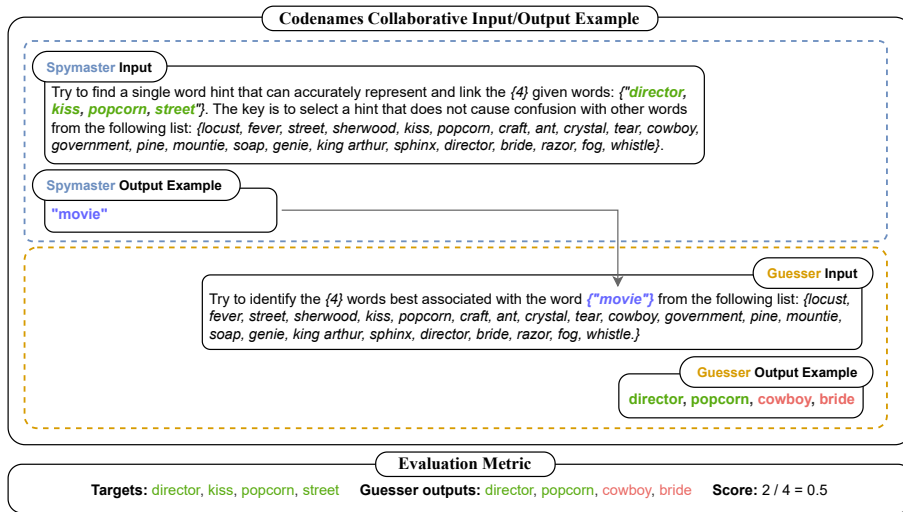 Codenames Collaborative Input/Output Example
Spymaster Input
Try to find a single word hint that can accurately represent and link the {4} given words: {"director,
kiss, popcorn, street"}. The key is to select a hint that does not cause confusion with other words
from the following list: {locust, fever, street, sherwood, kiss, popcorn, craft, ant, crystal, tear, cowboy,
government, pine, mountie, soap, genie, king arthur, sphinx, director, bride, razor, fog, whistle}.
Spymaster Output Example
"movie"
Guesser Input
Try to identify the {4} words best associated with the word {"movie"} from the following list: {locust,
fever, street, sherwood, kiss, popcorn, craft, ant, crystal, tear, cowboy, government, pine, mountie,
soap, genie, king arthur, sphinx, director, bride, razor, fog, whistle.}
Guesser Output Example
director, popcorn, cowboy, bride
Evaluation Metric
Targets: director, kiss, popcorn, street Guesser outputs: director, popcorn, cowboy, bride Score: 2 / 4 = 0.5